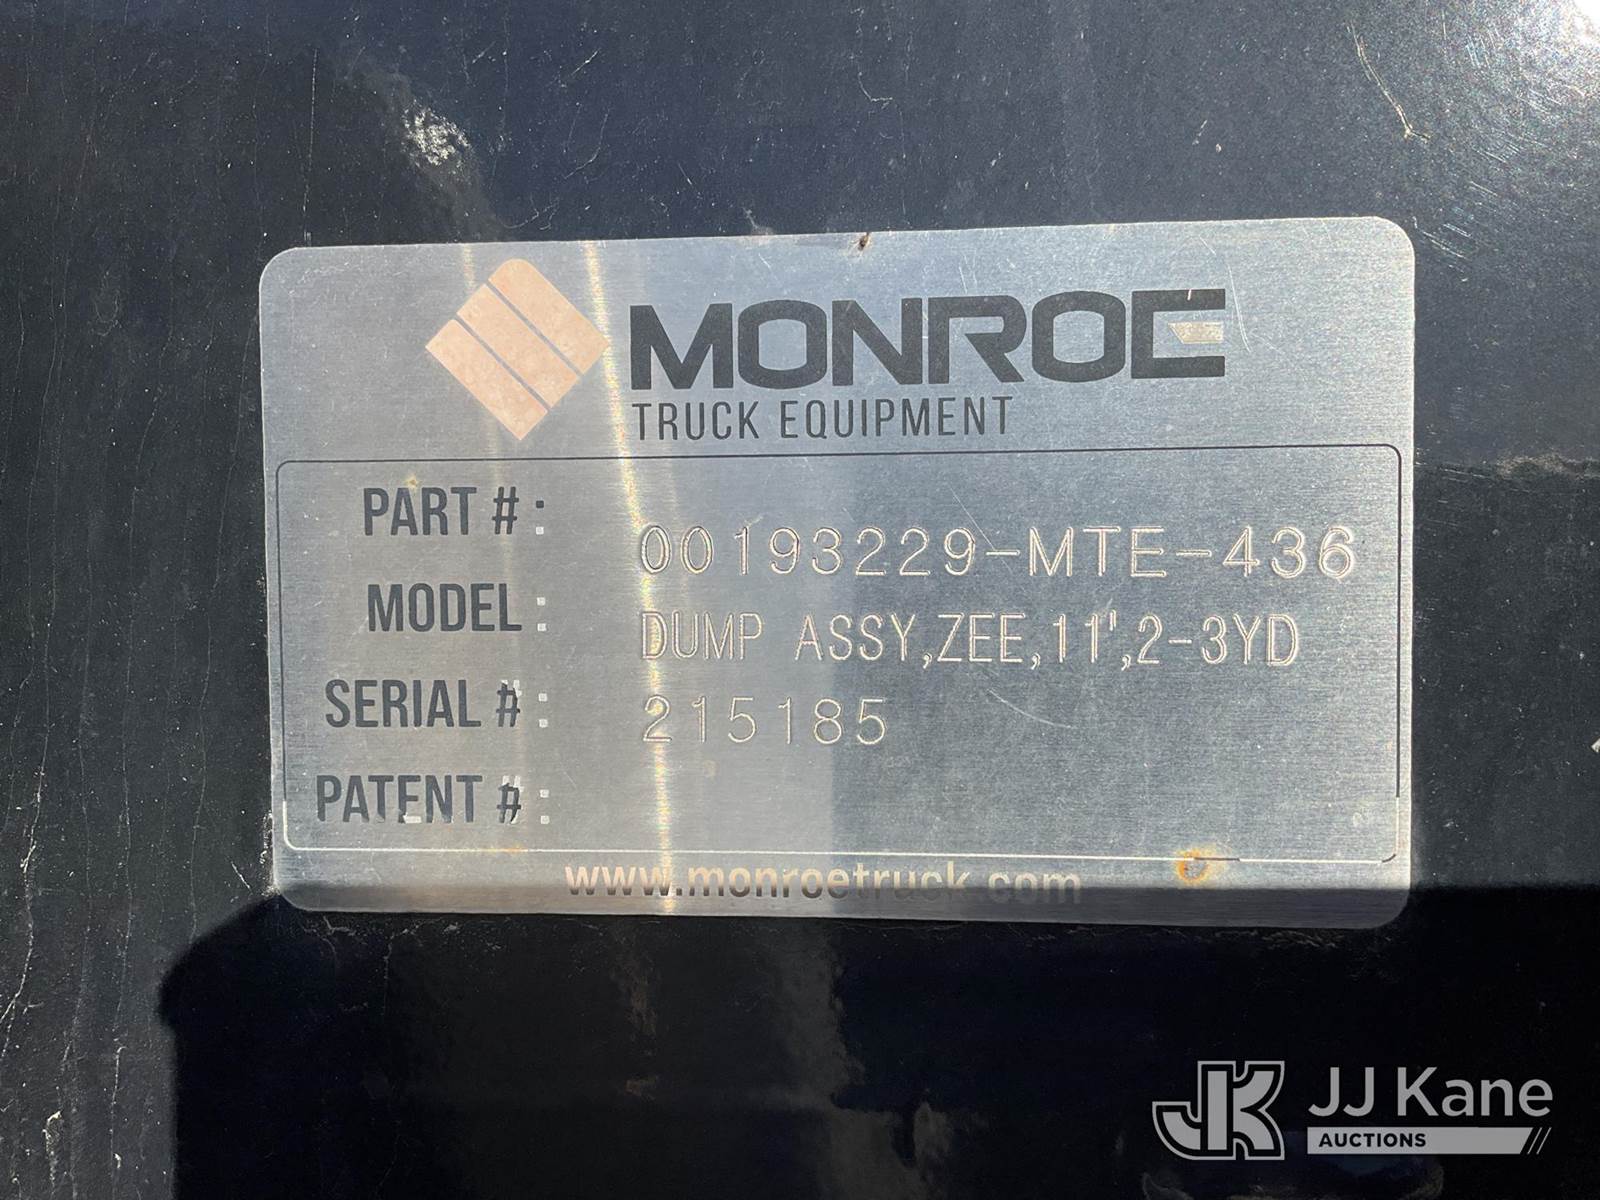 MONROE
TRUCK EQUIPMENT
PART #: 00193229-MTE-436
MODEL: DUMP ASSY,ZEE,11',2-3YD
SERIAL #: 215185
PATENT #:
www.monroetruck.com
JK JJ Kane
AUCTIONS